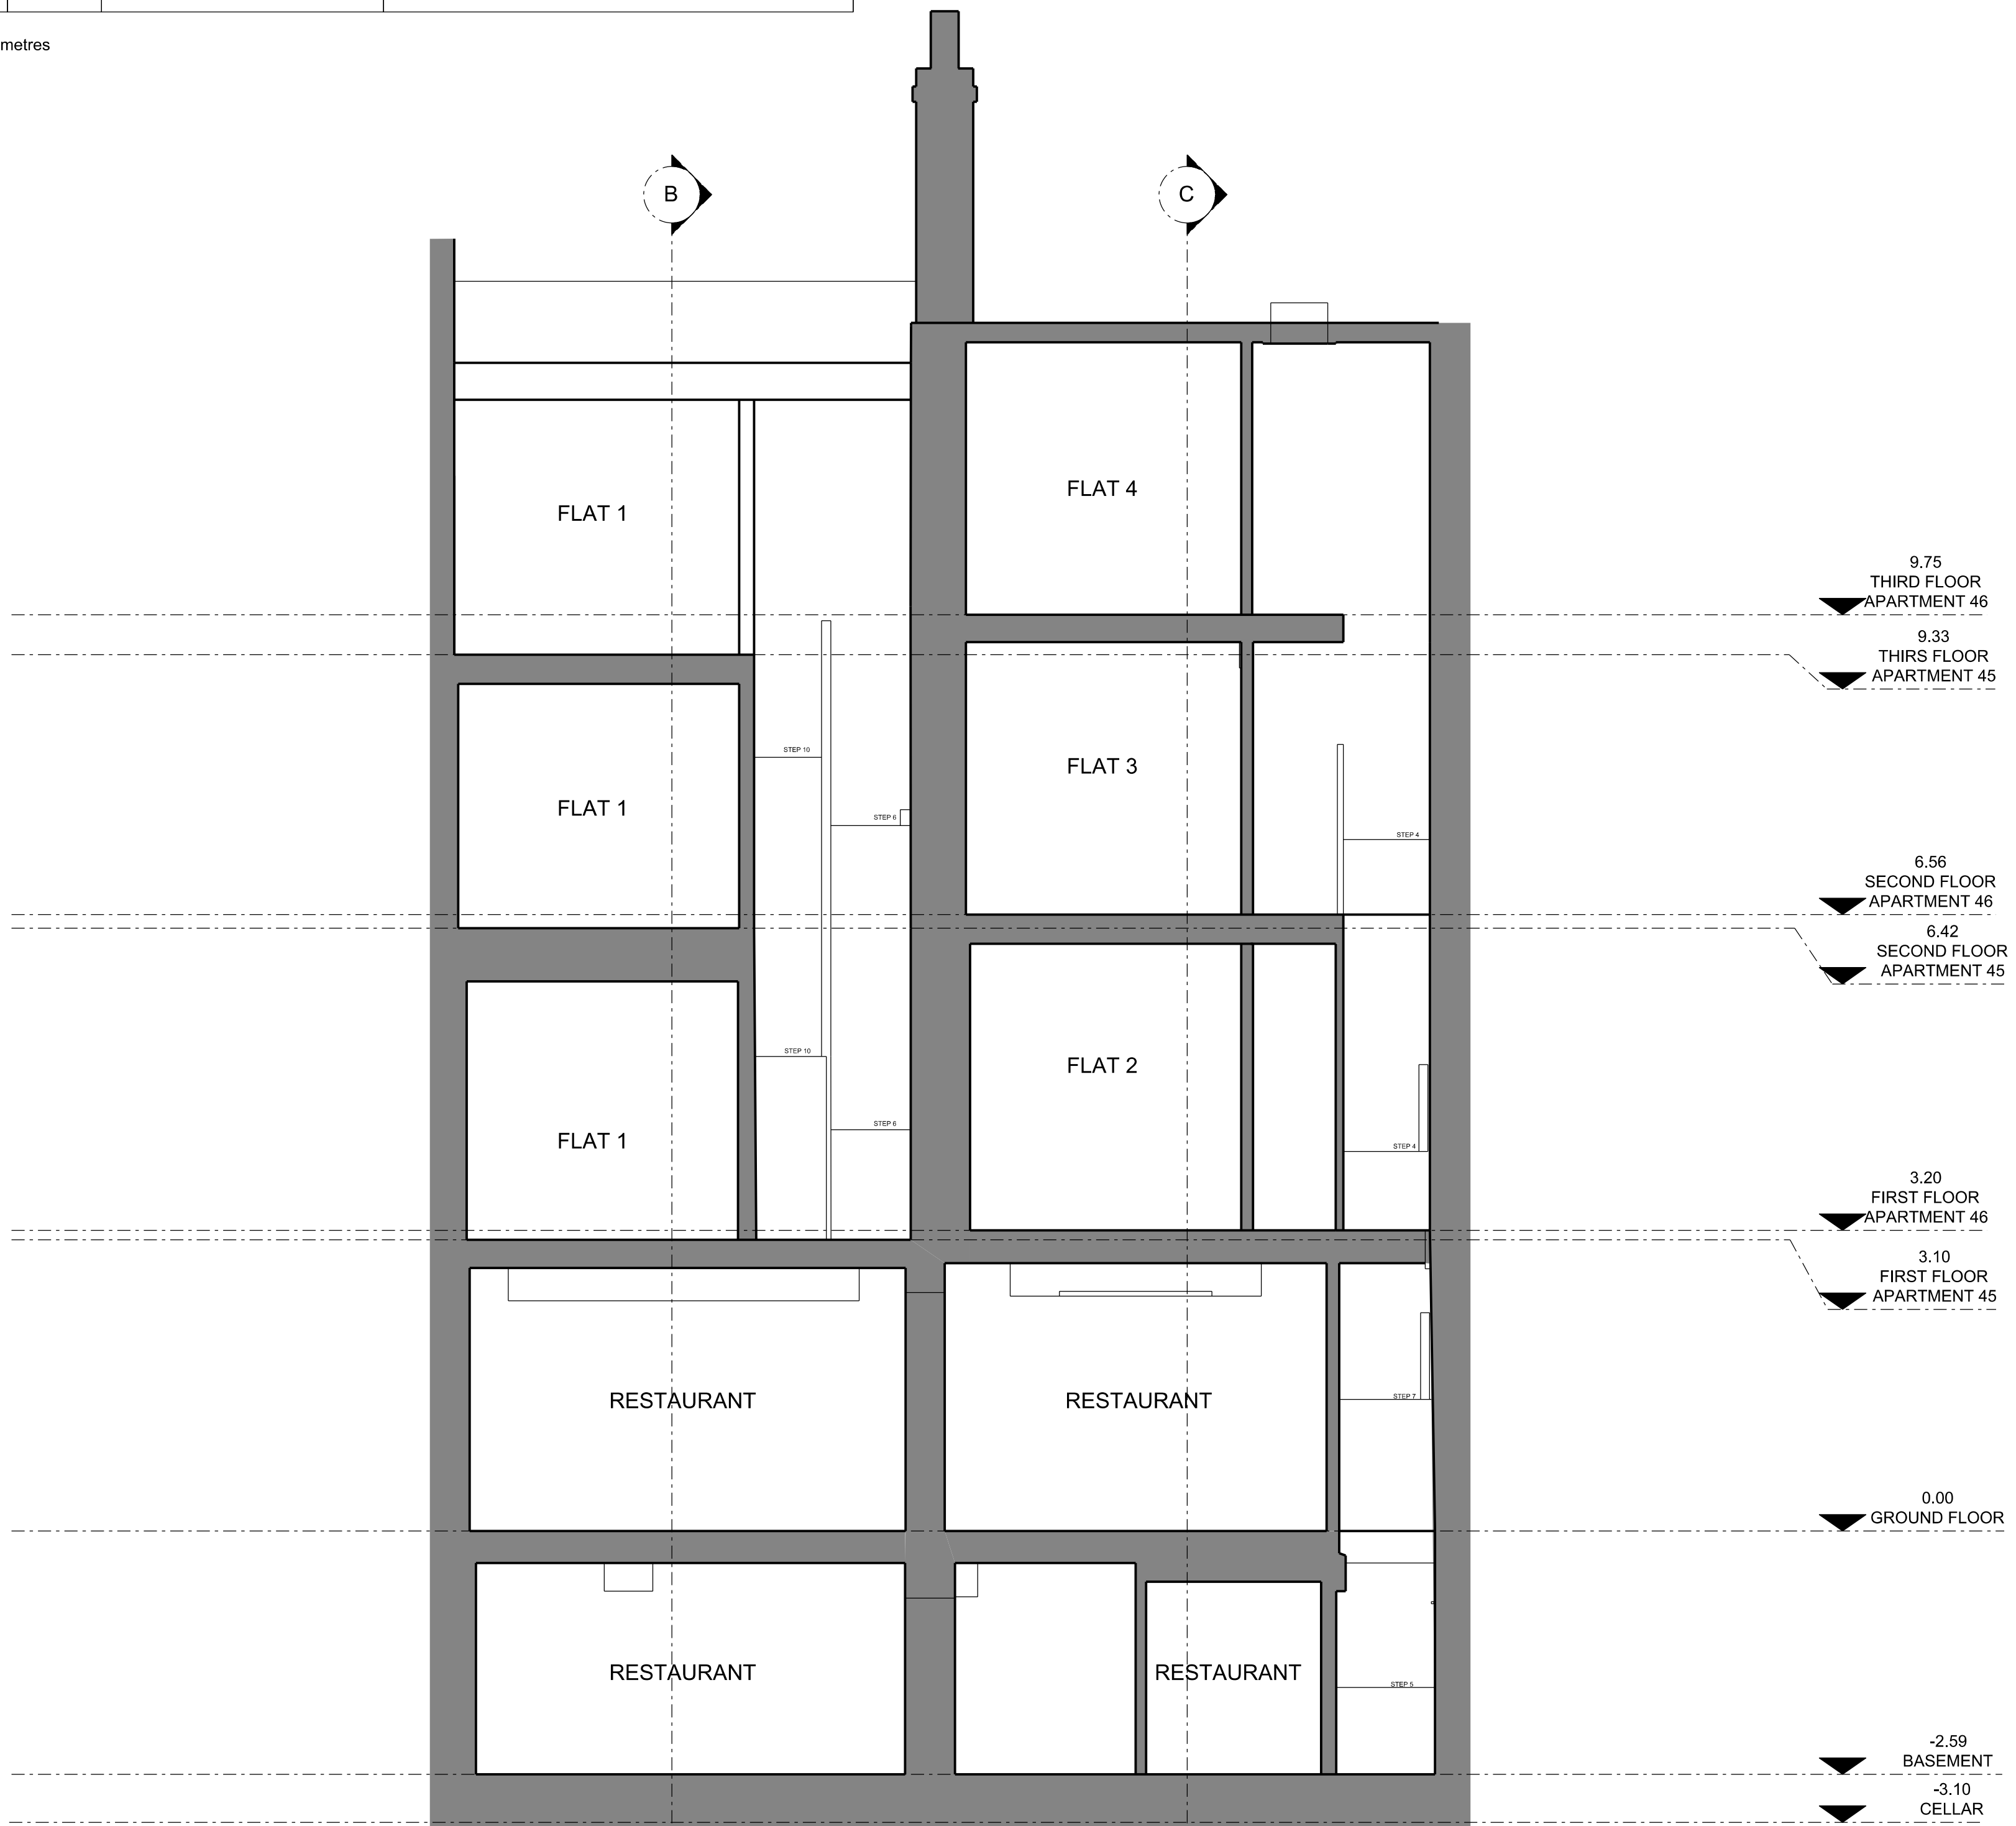 metres
B
C
FLAT 4
FLAT 1
9.75
THIRD FLOOR
APARTMENT 46
9.33
THIRS FLOOR
APARTMENT 45
STEP 10
FLAT 3
FLAT 1
STEP 6
STEP 4
6.56
SECOND FLOOR
APARTMENT 46
6.42
SECOND FLOOR
APARTMENT 45
STEP 10
FLAT 2
FLAT 1
STEP 6
STEP 4
3.20
FIRST FLOOR
APARTMENT 46
3.10
FIRST FLOOR
APARTMENT 45
RESTAURANT
RESTAURANT
STEP 7
0.00
GROUND FLOOR
RESTAURANT
RESTAURANT
STEP 5
-2.59
BASEMENT
-3.10
CELLAR